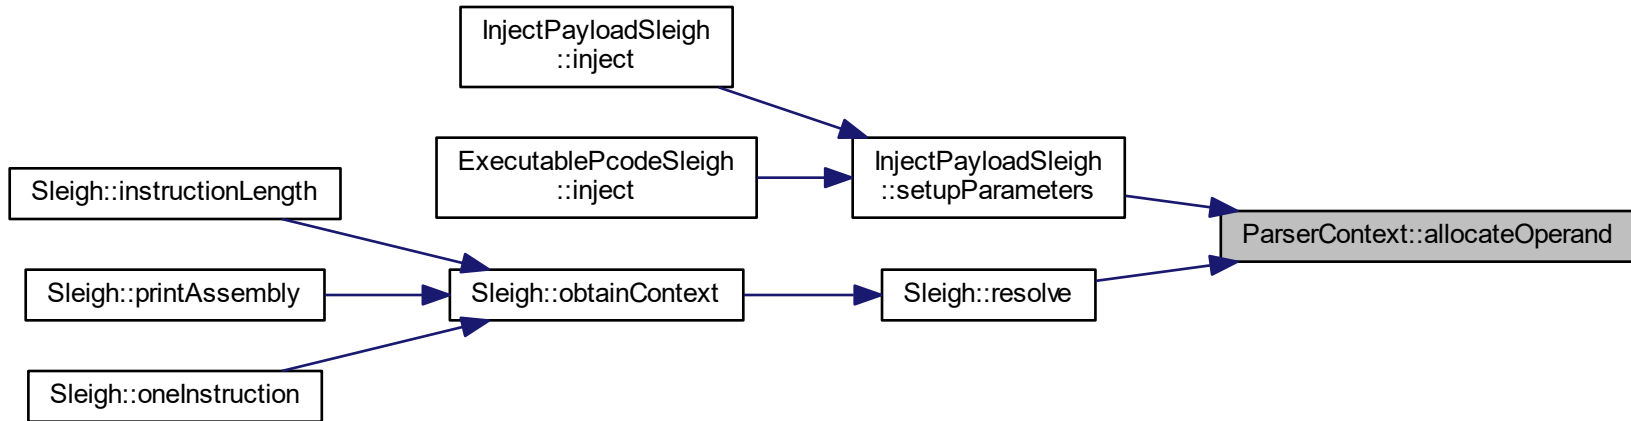 InjectPayloadSleigh
::inject
ExecutablePcodeSleigh
::inject
InjectPayloadSleigh
::setupParameters
Sleigh::instructionLength
ParserContext::allocateOperand
Sleigh::printAssembly
Sleigh::obtainContext
Sleigh::resolve
Sleigh::oneInstruction